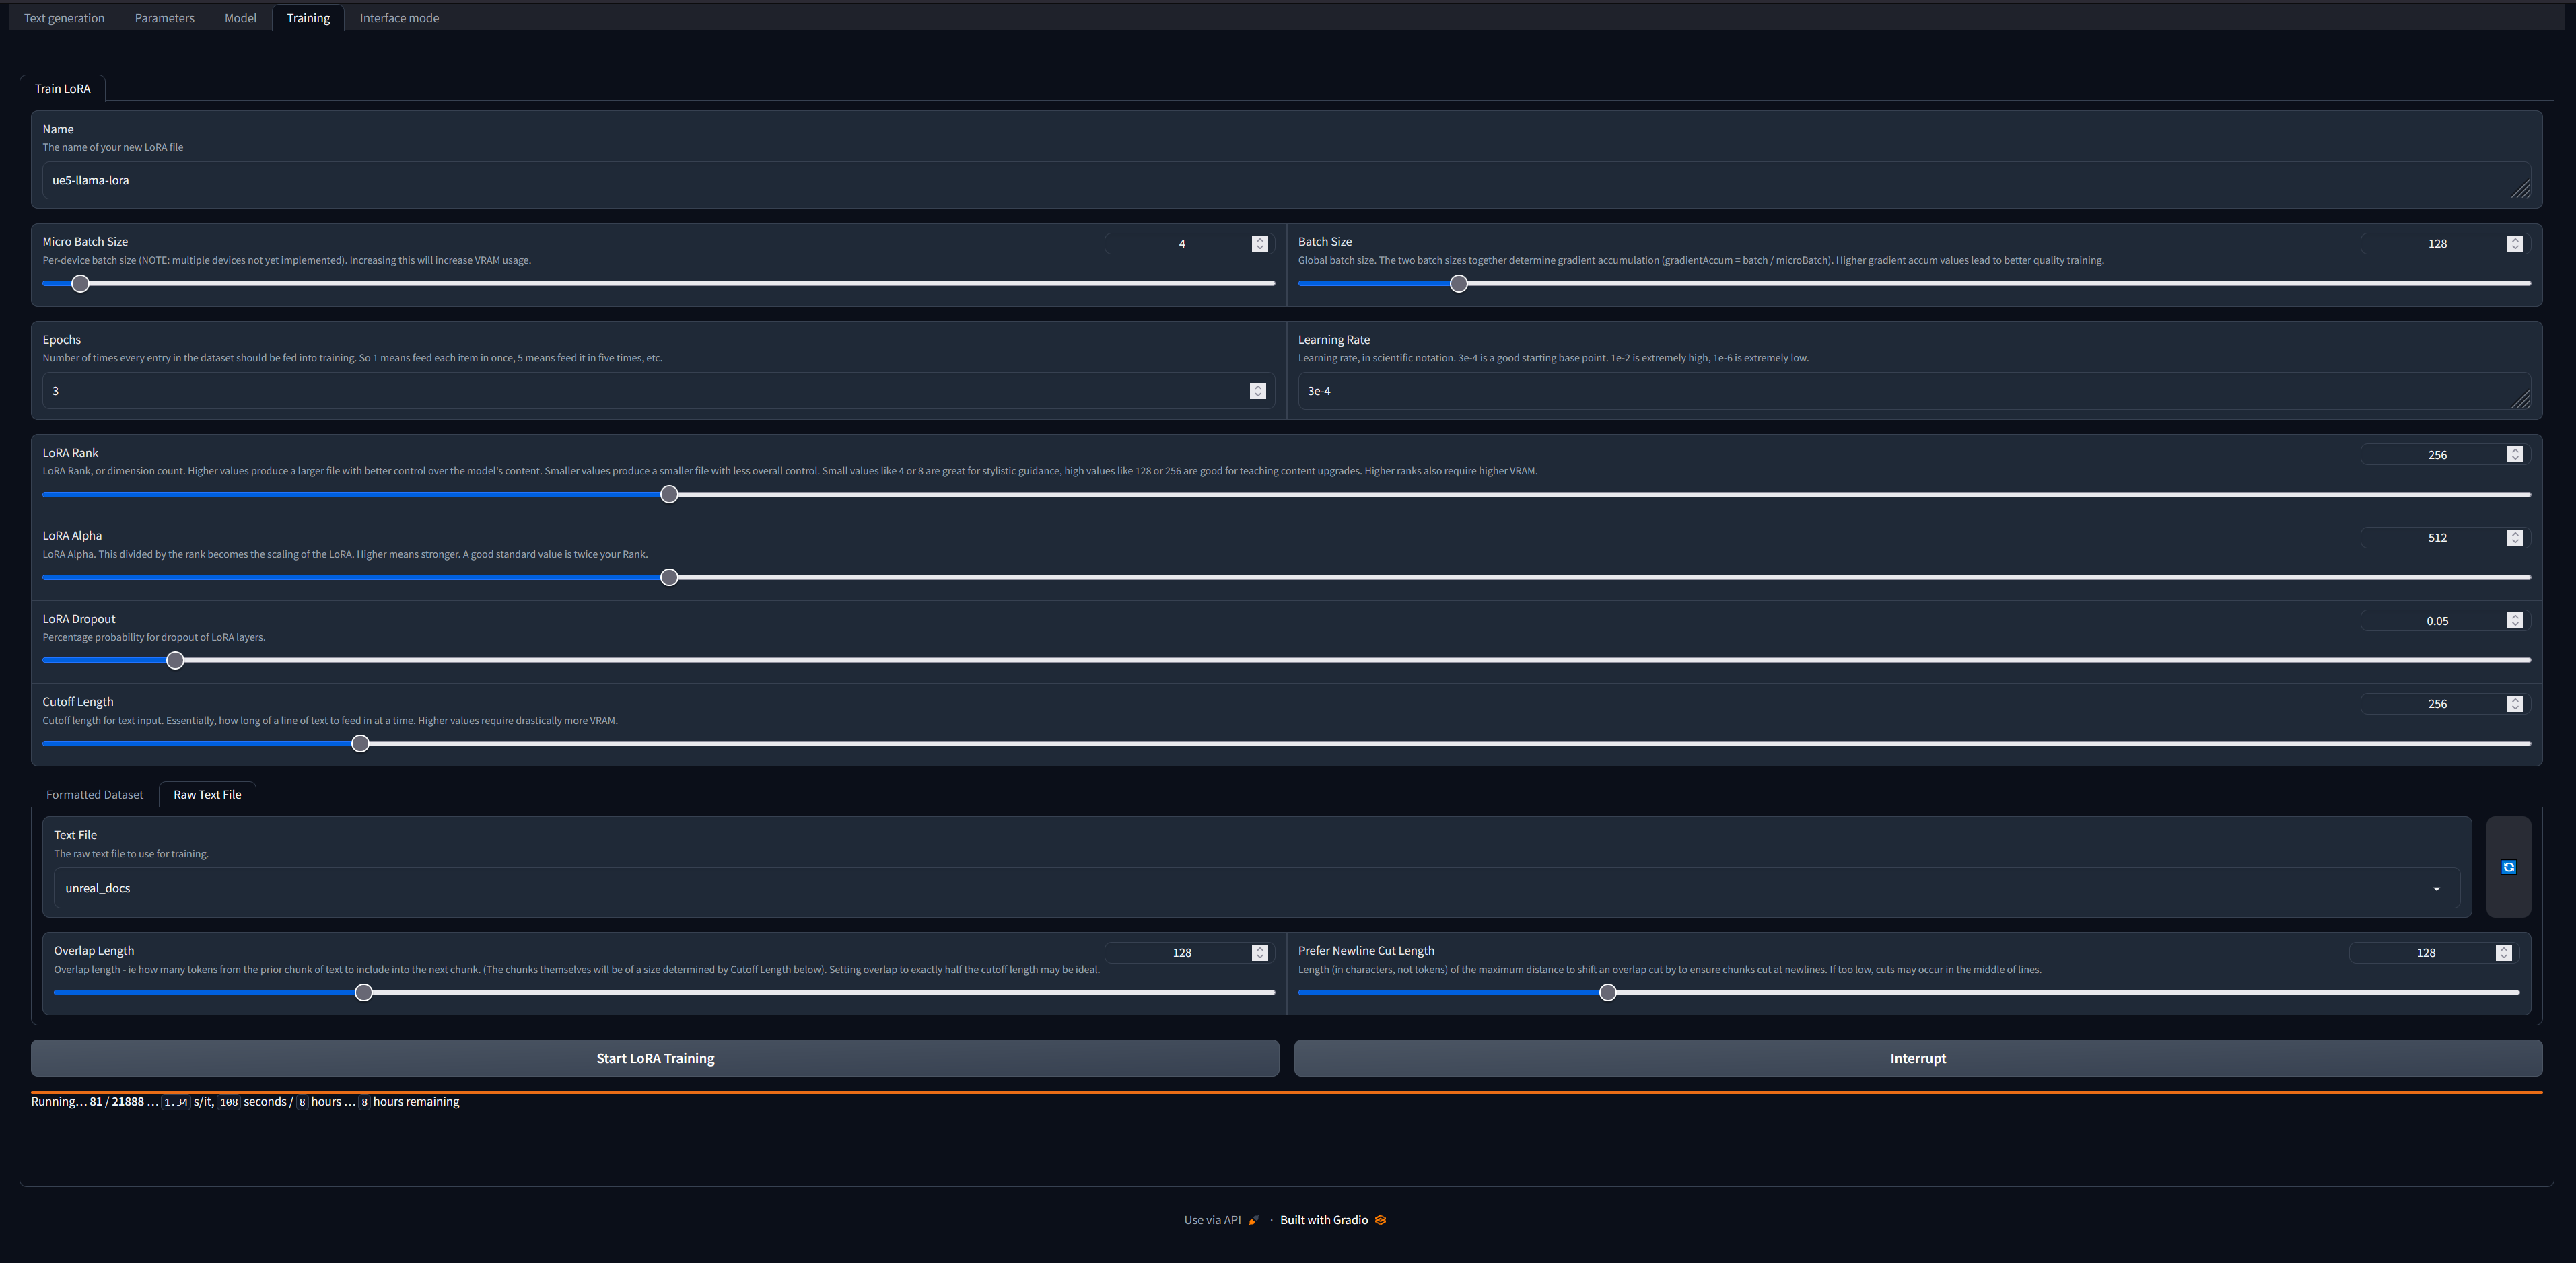 Text generation Parameters Model Training Interface mode
Train LoRA
Name
The name of your new LoRA file
ue5-llama-lora
Micro Batch Size 4
Per-device batch size (NOTE: multiple devices not yet implemented). Increasing this will increase VRAM usage.
Batch Size 128
Global batch size. The two batch sizes together determine gradient accumulation (gradientAccum = batch / microBatch). Higher gradient accum values lead to better quality training.
Epochs
Number of times every entry in the dataset should be fed into training. So 1 means feed each item in once, 5 means feed it in five times, etc.
3
Learning Rate
Learning rate, in scientific notation. 3e-4 is a good starting base point. 1e-2 is extremely high, 1e-6 is extremely low.
3e-4
LoRA Rank 256
LoRA Rank, or dimension count. Higher values produce a larger file with better control over the model's content. Smaller values produce a smaller file with less overall control. Small values like 4 or 8 are great for stylistic guidance, high values like 128 or 256 are good for teaching content upgrades. Higher ranks also require higher VRAM.
LoRA Alpha 512
LoRA Alpha. This divided by the rank becomes the scaling of the LoRA. Higher means stronger. A good standard value is twice your Rank.
LoRA Dropout 0.05
Percentage probability for dropout of LoRA layers.
Cutoff Length 256
Cutoff length for text input. Essentially, how long of a line of text to feed in at a time. Higher values require drastically more VRAM.
Formatted Dataset Raw Text File
Text File
The raw text file to use for training.
unreal_docs
Overlap Length 128
Overlap length - ie how many tokens from the prior chunk of text to include into the next chunk. (The chunks themselves will be of a size determined by Cutoff Length below). Setting overlap to exactly half the cutoff length may be ideal.
Prefer Newline Cut Length 128
Length (in characters, not tokens) of the maximum distance to shift an overlap cut by to ensure chunks cut at newlines. If too low, cuts may occur in the middle of lines.
Start LoRA Training Interrupt
Running... 81 / 21888 ... 1.34 s/it, 108 seconds / 8 hours ... 8 hours remaining
Use via API · Built with Gradio